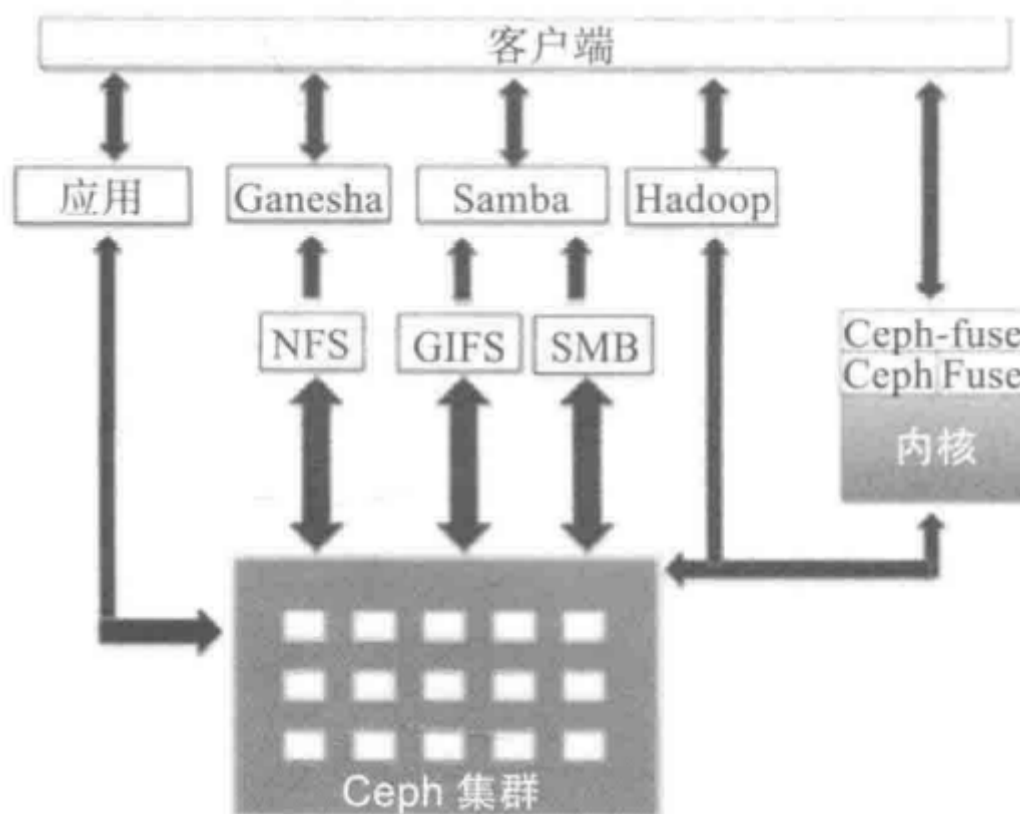 客户端
应用
Ganesha
Samba
Hadoop
NFS
GIFS
SMB
Ceph-fuse
Ceph Fuse
内核
Ceph 集群